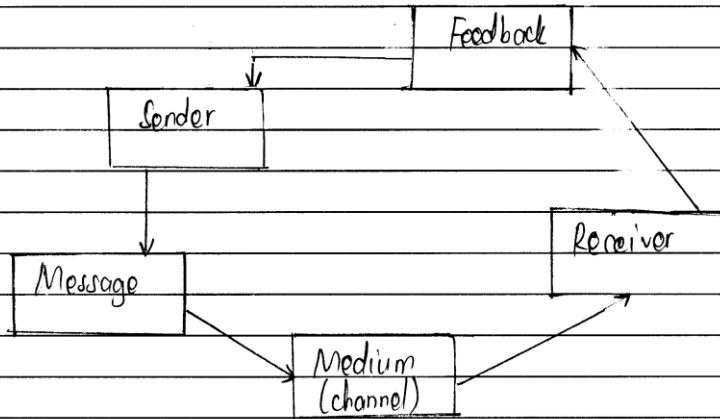 Feedback
Sender
Receiver
Message
Medium
(channel)